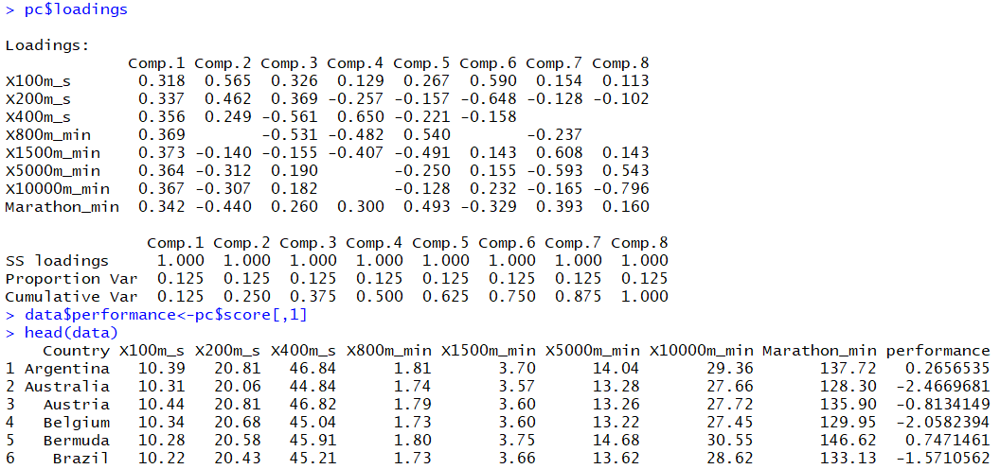 > pc$loadings

Loadings:
             Comp.1 Comp.2 Comp.3 Comp.4 Comp.5 Comp.6 Comp.7 Comp.8
X100m_s       0.318  0.565  0.326  0.129  0.267  0.590  0.154  0.113
X200m_s       0.337  0.462  0.369 -0.257 -0.157 -0.648 -0.128 -0.102
X400m_s       0.356  0.249 -0.561  0.650 -0.221 -0.158
X800m_min     0.369        -0.531 -0.482  0.540        -0.237
X1500m_min    0.373 -0.140 -0.155 -0.407 -0.491  0.143  0.608  0.143
X5000m_min    0.364 -0.312  0.190        -0.250  0.155 -0.593  0.543
X10000m_min   0.367 -0.307  0.182        -0.128  0.232 -0.165 -0.796
Marathon_min  0.342 -0.440  0.260  0.300  0.493 -0.329  0.393  0.160

               Comp.1 Comp.2 Comp.3 Comp.4 Comp.5 Comp.6 Comp.7 Comp.8
SS loadings     1.000  1.000  1.000  1.000  1.000  1.000  1.000  1.000
Proportion Var  0.125  0.125  0.125  0.125  0.125  0.125  0.125  0.125
Cumulative Var  0.125  0.250  0.375  0.500  0.625  0.750  0.875  1.000
> data$performance<-pc$score[,1]
> head(data)
    Country X100m_s X200m_s X400m_s X800m_min X1500m_min X5000m_min X10000m_min Marathon_min performance
1 Argentina   10.39   20.81   46.84      1.81       3.70      14.04       29.36       137.72   0.2656535
2 Australia   10.31   20.06   44.84      1.74       3.57      13.28       27.66       128.30  -2.4669681
3   Austria   10.44   20.81   46.82      1.79       3.60      13.26       27.72       135.90  -0.8134149
4   Belgium   10.34   20.68   45.04      1.73       3.60      13.22       27.45       129.95  -2.0582394
5   Bermuda   10.28   20.58   45.91      1.80       3.75      14.68       30.55       146.62   0.7471461
6    Brazil   10.22   20.43   45.21      1.73       3.66      13.62       28.62       133.13  -1.5710562